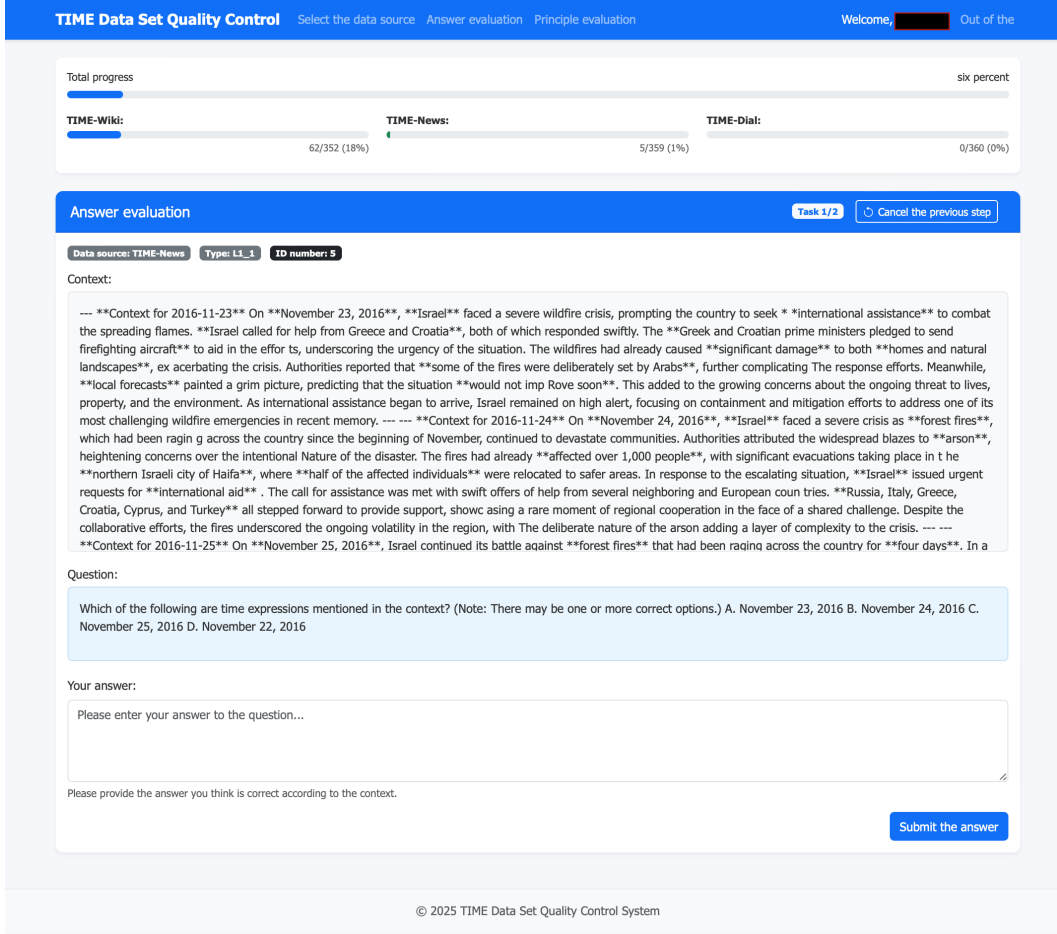 TIME Data Set Quality Control Select the data source Answer evaluation Principle evaluation Welcome, Out of the
Total progress six percent
TIME-Wiki: TIME-News: TIME-Dial:
62/352 (18%) 5/359 (1%) 0/360 (0%)
Answer evaluation Task 1/2 Cancel the previous step
Data source: TIME-News Type: L1_1 ID number: 5
Context:
--- **Context for 2016-11-23** On **November 23, 2016**, **Israel** faced a severe wildfire crisis, prompting the country to seek * *international assistance** to combat
the spreading flames. **Israel called for help from Greece and Croatia**, both of which responded swiftly. The **Greek and Croatian prime ministers pledged to send
firefighting aircraft** to aid in the effor ts, underscoring the urgency of the situation. The wildfires had already caused **significant damage** to both **homes and natural
landscapes**, ex acerbating the crisis. Authorities reported that **some of the fires were deliberately set by Arabs**, further complicating The response efforts. Meanwhile,
**local forecasts** painted a grim picture, predicting that the situation **would not imp Rove soon**. This added to the growing concerns about the ongoing threat to lives,
property, and the environment. As international assistance began to arrive, Israel remained on high alert, focusing on containment and mitigation efforts to address one of its
most challenging wildfire emergencies in recent memory. --- --- **Context for 2016-11-24** On **November 24, 2016**, **Israel** faced a severe crisis as **forest fires**,
which had been ragin g across the country since the beginning of November, continued to devastate communities. Authorities attributed the widespread blazes to **arson**,
heightening concerns over the intentional Nature of the disaster. The fires had already **affected over 1,000 people**, with significant evacuations taking place in t he
**northern Israeli city of Haifa**, where **half of the affected individuals** were relocated to safer areas. In response to the escalating situation, **Israel** issued urgent
requests for **international aid** . The call for assistance was met with swift offers of help from several neighboring and European coun tries. **Russia, Italy, Greece,
Croatia, Cyprus, and Turkey** all stepped forward to provide support, showc asing a rare moment of regional cooperation in the face of a shared challenge. Despite the
collaborative efforts, the fires underscored the ongoing volatility in the region, with The deliberate nature of the arson adding a layer of complexity to the crisis. --- ---
**Context for 2016-11-25** On **November 25, 2016**, Israel continued its battle against **forest fires** that had been raging across the country for **four days**. In a
Question:
Which of the following are time expressions mentioned in the context? (Note: There may be one or more correct options.) A. November 23, 2016 B. November 24, 2016 C.
November 25, 2016 D. November 22, 2016
Your answer:
Please enter your answer to the question...
Please provide the answer you think is correct according to the context.
Submit the answer
© 2025 TIME Data Set Quality Control System